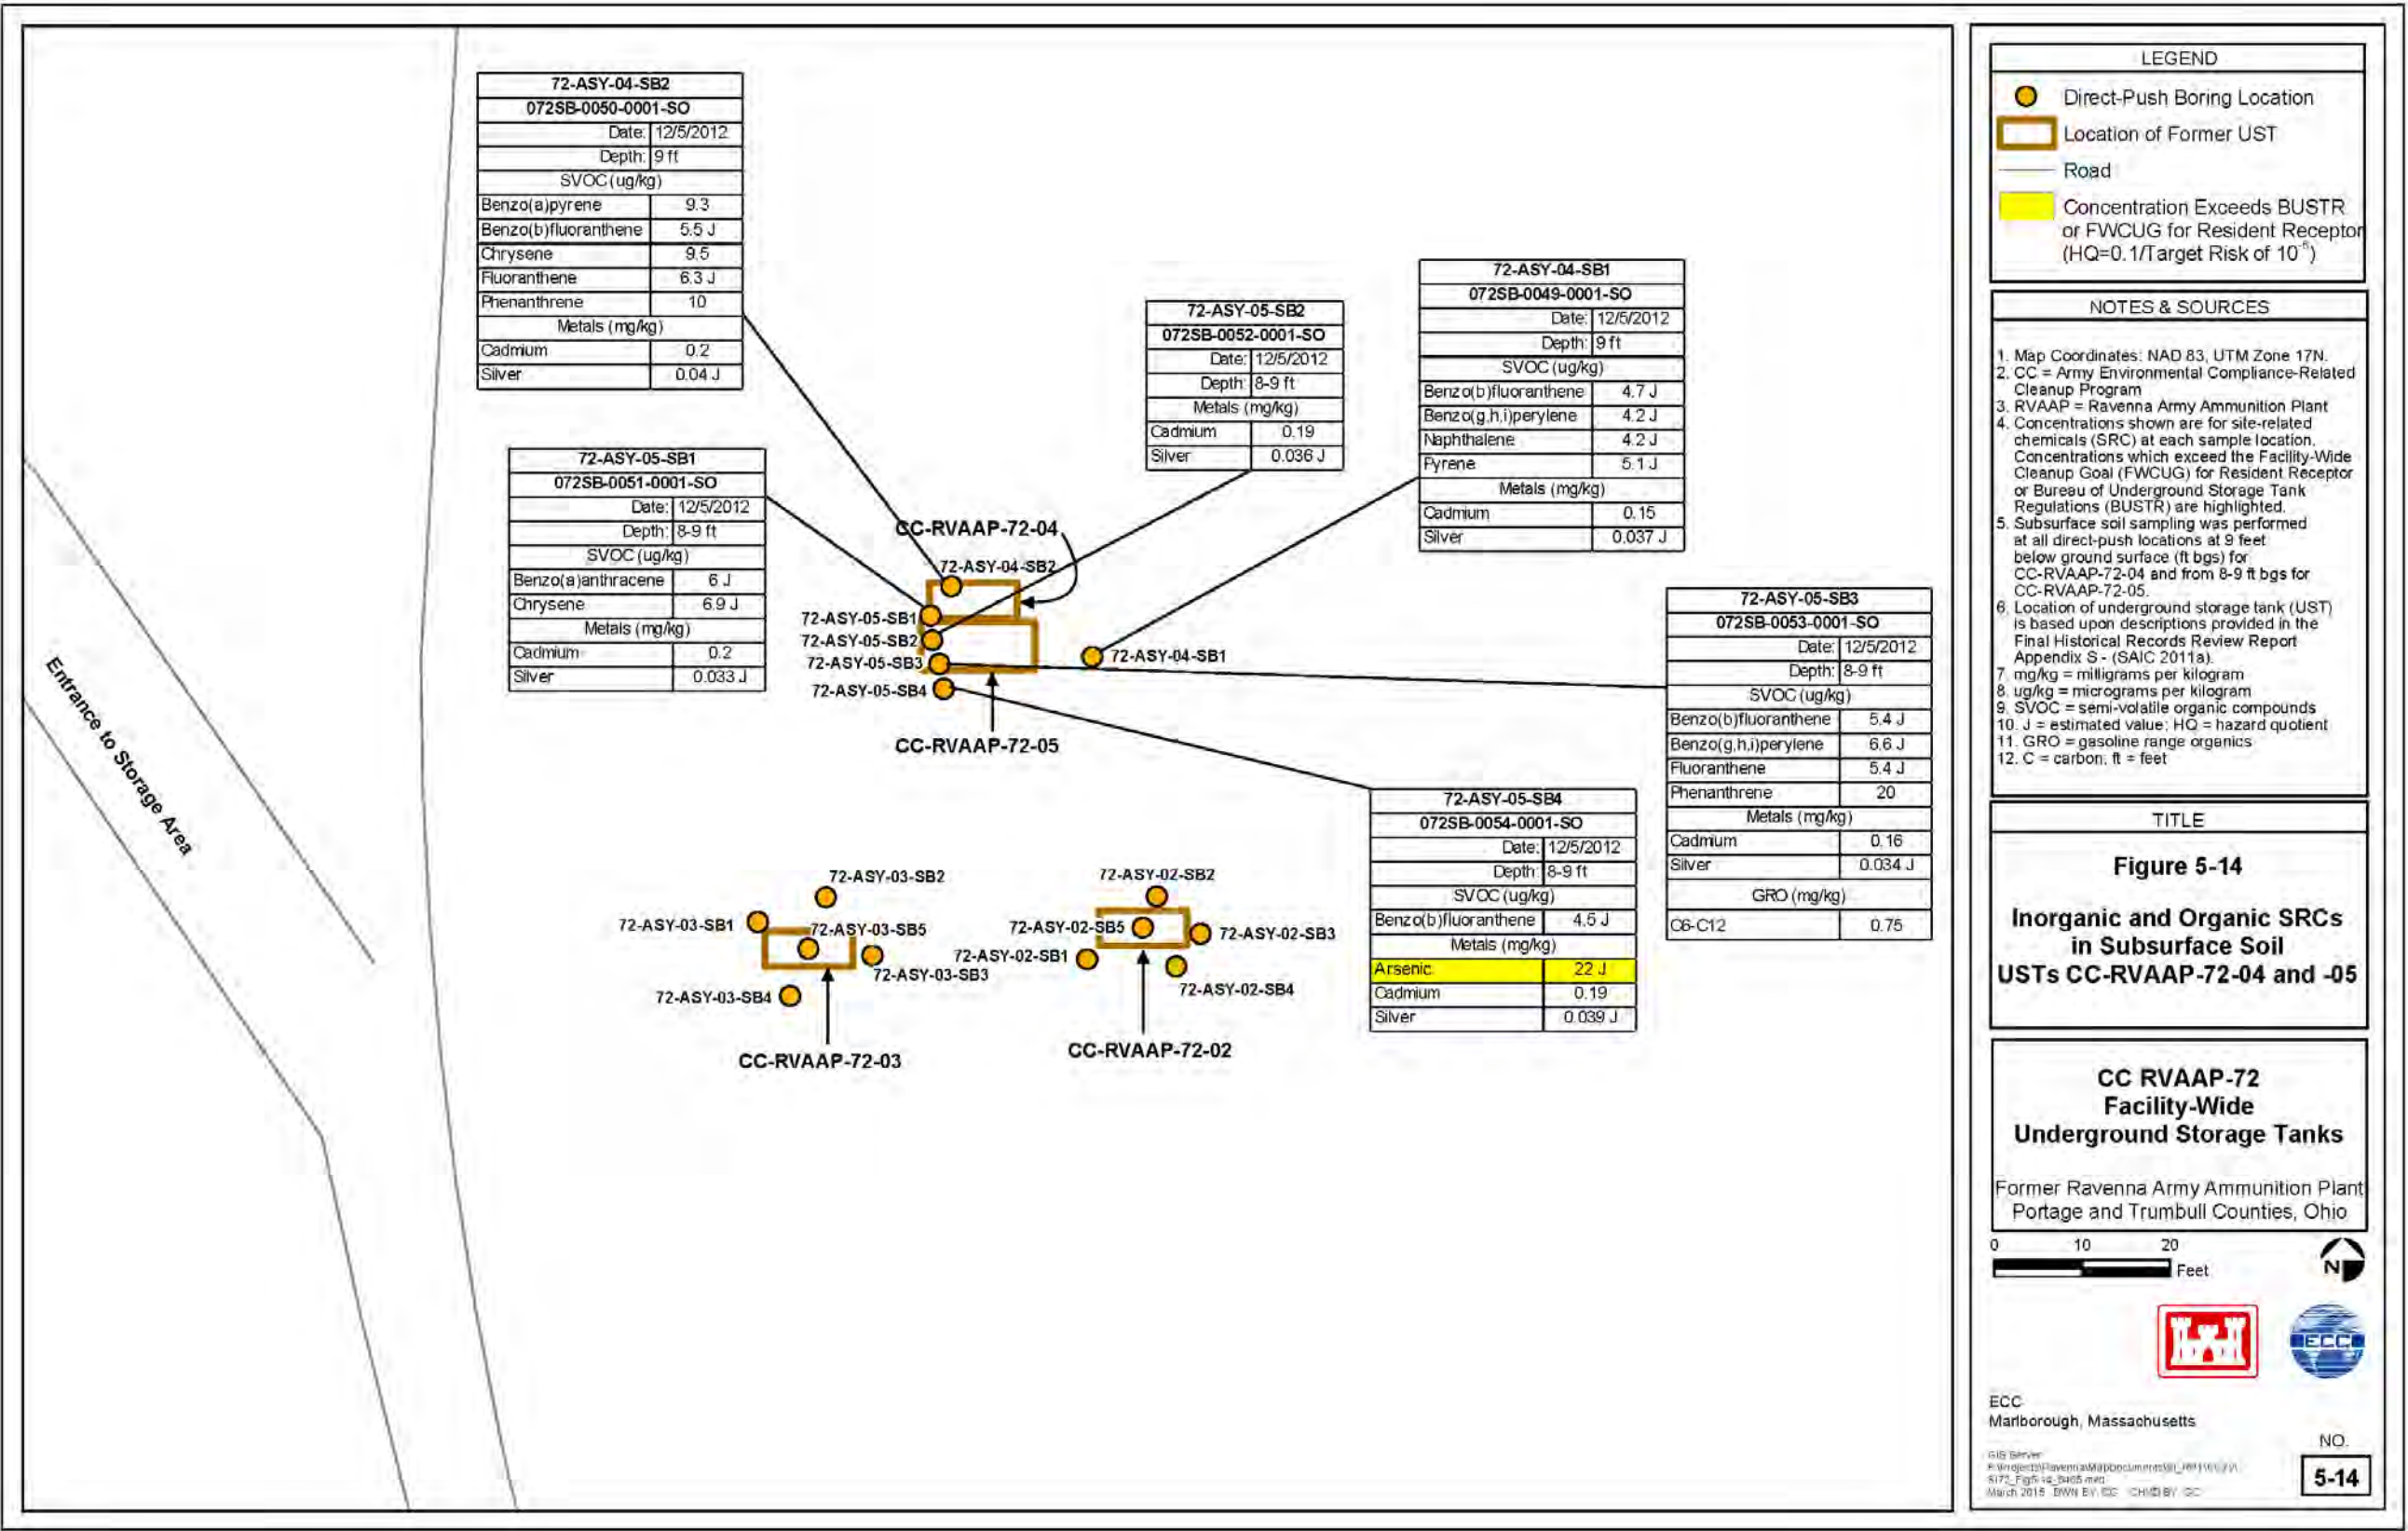 72-ASY-04-SB2
072SB-0050-0001-SO
Date: 12/5/2012
Depth: 9 ft
SVOC (ug/kg)
Benzo(a)pyrene 9.3
Benzo(b)fluoranthene 5.5 J
Chrysene 9.5
Fluoranthene 6.3 J
Phenanthrene 10
Metals (mg/kg)
Cadmium 0.2
Silver 0.04 J
72-ASY-05-SB1
072SB-0051-0001-SO
Date: 12/5/2012
Depth: 8-9 ft
SVOC (ug/kg)
Benzo(a)anthracene 6 J
Chrysene 6.9 J
Metals (mg/kg)
Cadmium 0.2
Silver 0.033 J
72-ASY-05-SB2
072SB-0052-0001-SO
Date: 12/5/2012
Depth: 8-9 ft
Metals (mg/kg)
Cadmium 0.19
Silver 0.036 J
72-ASY-04-SB1
072SB-0049-0001-SO
Date: 12/5/2012
Depth: 9 ft
SVOC (ug/kg)
Benzo(b)fluoranthene 4.7 J
Benzo(g,h,i)perylene 4.2 J
Naphthalene 4.2 J
Pyrene 5.1 J
Metals (mg/kg)
Cadmium 0.15
Silver 0.037 J
72-ASY-05-SB3
072SB-0053-0001-SO
Date: 12/5/2012
Depth: 8-9 ft
SVOC (ug/kg)
Benzo(b)fluoranthene 5.4 J
Benzo(g,h,i)perylene 6.6 J
Fluoranthene 5.4 J
Phenanthrene 20
Metals (mg/kg)
Cadmium 0.16
Silver 0.034 J
GRO (mg/kg)
C6-C12 0.75
72-ASY-05-SB4
072SB-0054-0001-SO
Date: 12/5/2012
Depth: 8-9 ft
SVOC (ug/kg)
Benzo(b)fluoranthene 4.5 J
Metals (mg/kg)
Arsenic 22 J
Cadmium 0.19
Silver 0.039 J
CC-RVAAP-72-04
72-ASY-04-SB2
72-ASY-05-SB1
72-ASY-05-SB2
72-ASY-05-SB3
72-ASY-04-SB1
72-ASY-05-SB4
CC-RVAAP-72-05
Entrance to Storage Area
72-ASY-03-SB2
72-ASY-03-SB1
72-ASY-03-SB5
72-ASY-03-SB3
72-ASY-03-SB4
CC-RVAAP-72-03
72-ASY-02-SB2
72-ASY-02-SB5
72-ASY-02-SB3
72-ASY-02-SB1
72-ASY-02-SB4
CC-RVAAP-72-02
LEGEND
Direct-Push Boring Location
Location of Former UST
Road
Concentration Exceeds BUSTR
or FWCUG for Resident Receptor
(HQ=0.1/Target Risk of 10⁻⁶)
NOTES & SOURCES
1. Map Coordinates: NAD 83, UTM Zone 17N.
2. CC = Army Environmental Compliance-Related
Cleanup Program
3. RVAAP = Ravenna Army Ammunition Plant
4. Concentrations shown are for site-related
chemicals (SRC) at each sample location.
Concentrations which exceed the Facility-Wide
Cleanup Goal (FWCUG) for Resident Receptor
or Bureau of Underground Storage Tank
Regulations (BUSTR) are highlighted.
5. Subsurface soil sampling was performed
at all direct-push locations at 9 feet
below ground surface (ft bgs) for
CC-RVAAP-72-04 and from 8-9 ft bgs for
CC-RVAAP-72-05.
6. Location of underground storage tank (UST)
is based upon descriptions provided in the
Final Historical Records Review Report
Appendix S - (SAIC 2011a).
7. mg/kg = milligrams per kilogram
8. ug/kg = micrograms per kilogram
9. SVOC = semi-volatile organic compounds
10. J = estimated value; HQ = hazard quotient
11. GRO = gasoline range organics
12. C = carbon; ft = feet
TITLE
Figure 5-14
Inorganic and Organic SRCs
in Subsurface Soil
USTs CC-RVAAP-72-04 and -05
CC RVAAP-72
Facility-Wide
Underground Storage Tanks
Former Ravenna Army Ammunition Plant
Portage and Trumbull Counties, Ohio
0 10 20
Feet
N
ECC
ECC
Marlborough, Massachusetts
GIS Server
March 2015 DWN BY:
NO.
5-14